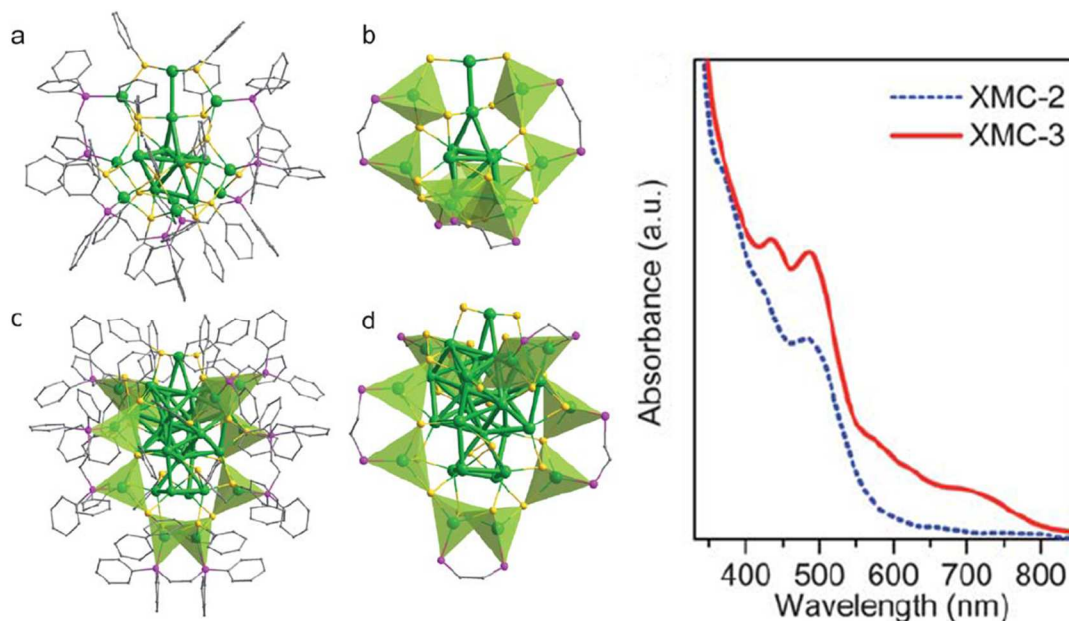 a
b
c
d
XMC-2
XMC-3
Absorbance (a.u.)
400 500 600 700 800
Wavelength (nm)